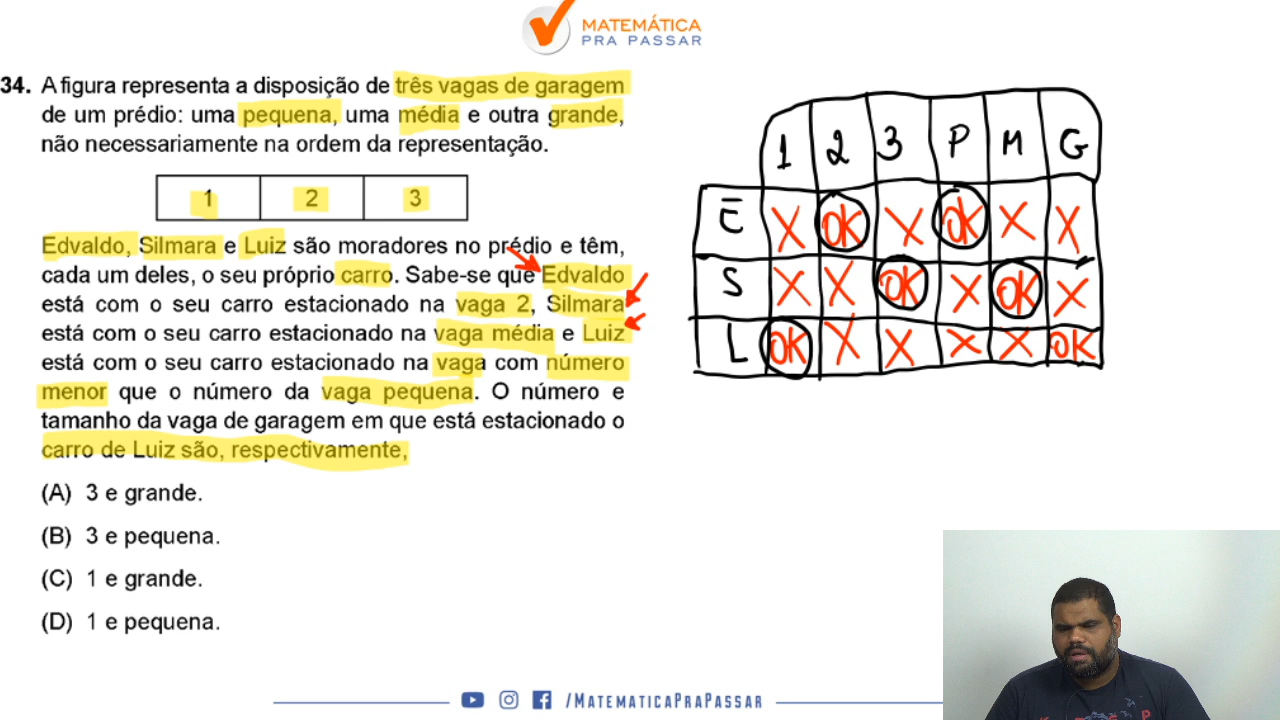 MATEMÁTICA
PRA PASSAR
34. A figura representa a disposição de três vagas de garagem
de um prédio: uma pequena, uma média e outra grande,
não necessariamente na ordem da representação.
1 2 3
Edvaldo, Silmara e Luiz são moradores no prédio e têm,
cada um deles, o seu próprio carro. Sabe-se que Edvaldo
está com o seu carro estacionado na vaga 2, Silmara
está com o seu carro estacionado na vaga média e Luiz
está com o seu carro estacionado na vaga com número
menor que o número da vaga pequena. O número e
tamanho da vaga de garagem em que está estacionado o
carro de Luiz são, respectivamente,
(A) 3 e grande.
(B) 3 e pequena.
(C) 1 e grande.
(D) 1 e pequena.
1 2 3 P M G
E X OK X OK X X
S X X OK X OK X
L OK X X X X OK
/MATEMATICAPRAPASSAR